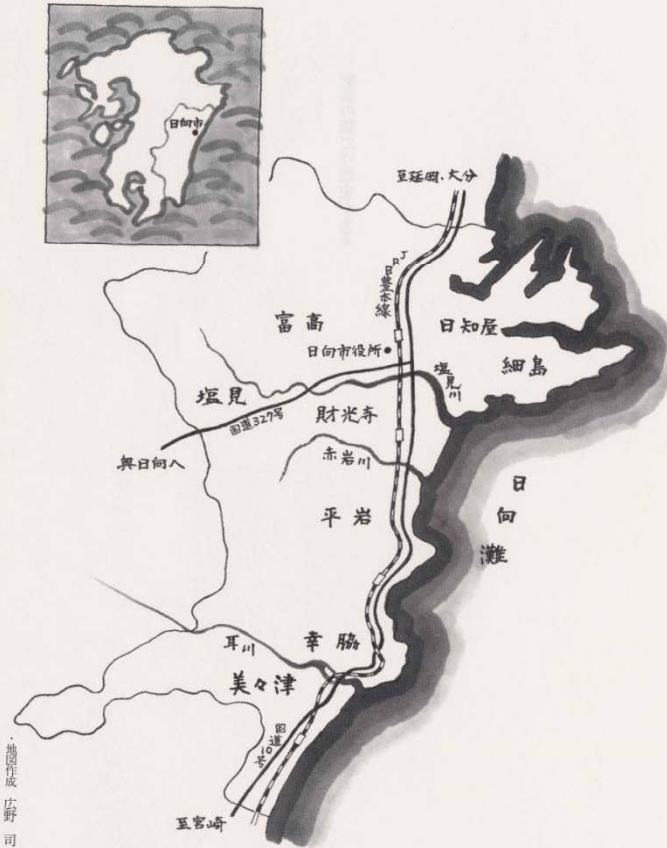 日向市
至延岡、大分
JR日豊本線
富高
日知屋
日向市役所
細島
塩見川
塩見
財光寺
国道327号
赤岩川
奥日向へ
日向灘
平岩
耳川
幸脇
美々津
国道10号
至宮崎
・地図作成 広野 司